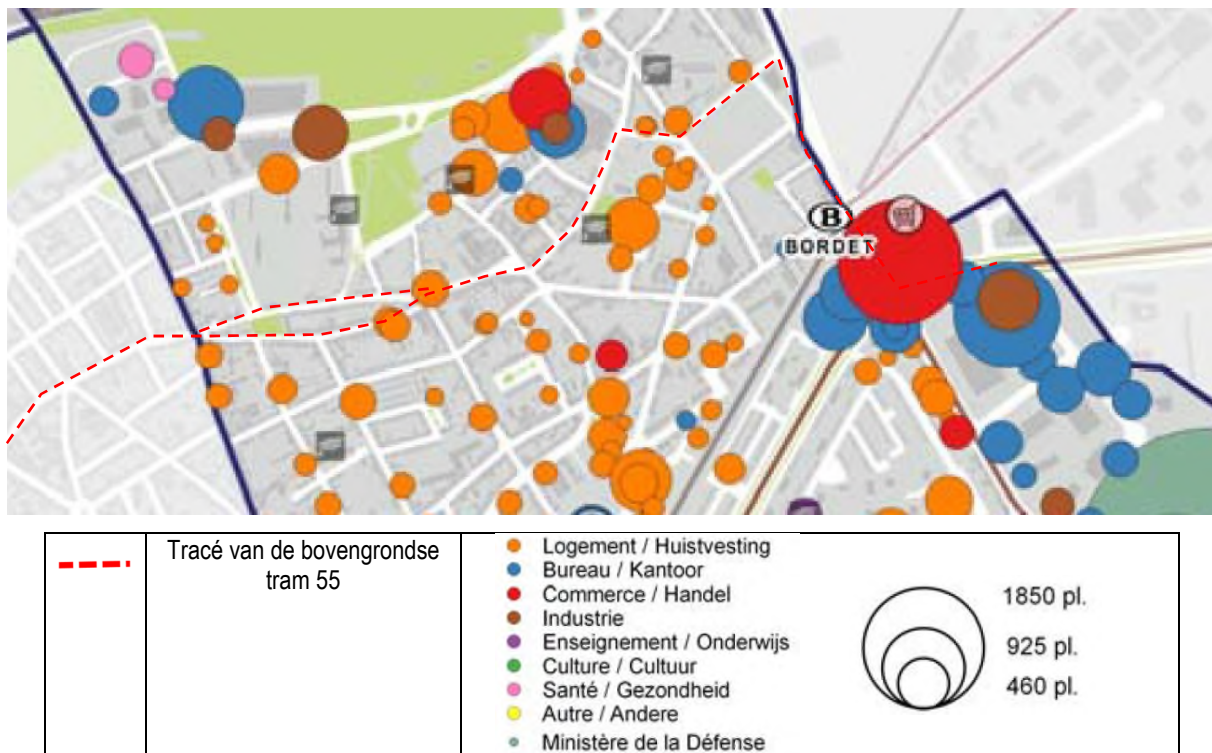 B
BORDET
Tracé van de bovengrondse
tram 55
Logement / Huistvesting
Bureau / Kantoor
Commerce / Handel
Industrie
Enseignement / Onderwijs
Culture / Cultuur
Santé / Gezondheid
Autre / Andere
Ministère de la Défense
1850 pl.
925 pl.
460 pl.